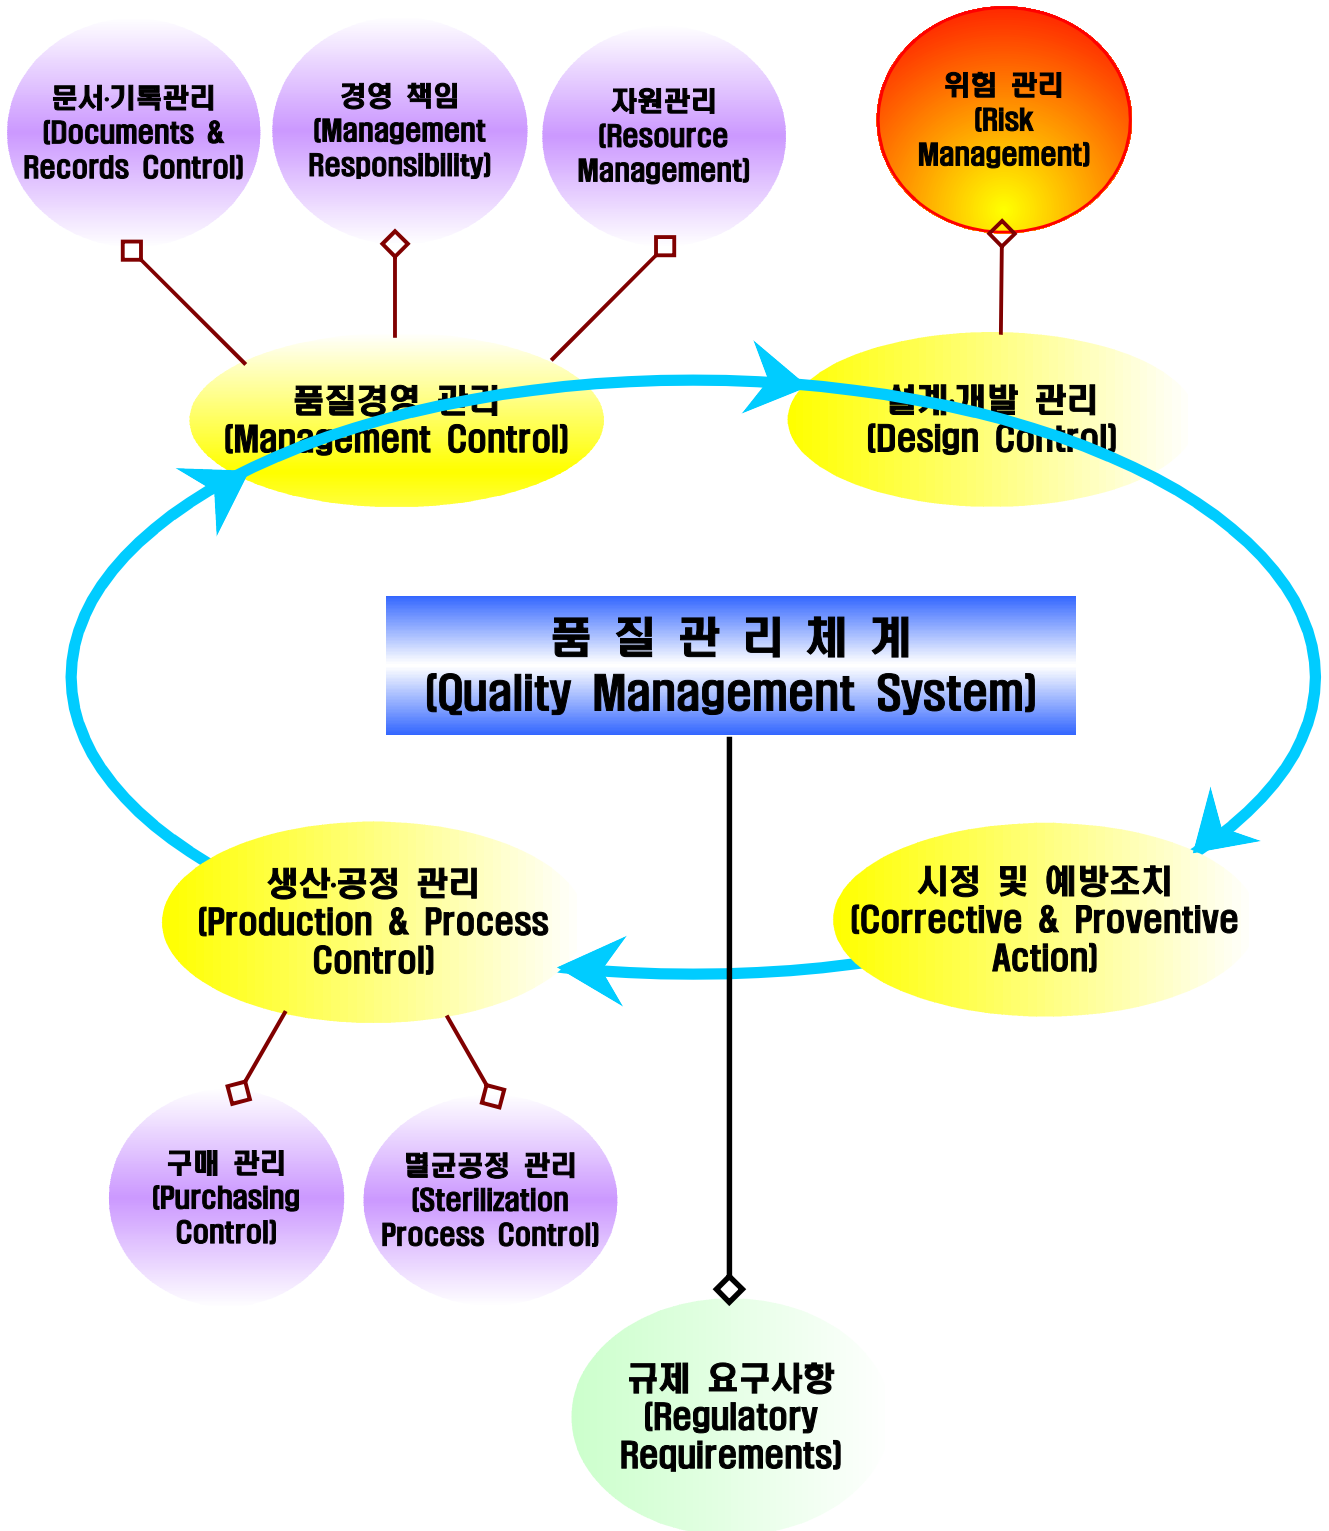 문서·기록관리
(Documents &
Records Control)
경영 책임
(Management
Responsibility)
자원관리
(Resource
Management)
위험 관리
(Risk
Management)
품질경영 관리
(Management Control)
설계·개발 관리
(Design Control)
품 질 관 리 체 계
(Quality Management System)
생산·공정 관리
(Production & Process
Control)
시정 및 예방조치
(Corrective & Proventive
Action)
구매 관리
(Purchasing
Control)
멸균공정 관리
(Sterilization
Process Control)
규제 요구사항
(Regulatory
Requirements)